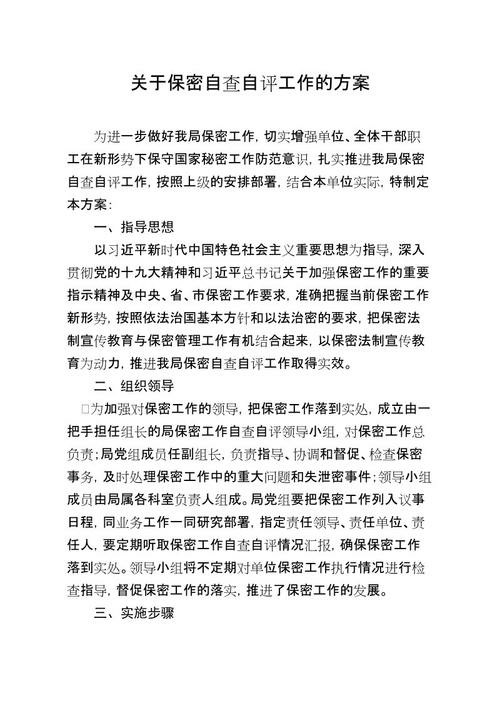 关于保密自查自评工作的方案
为进一步做好我局保密工作，切实增强单位、全体干部职
工在新形势下保守国家秘密工作防范意识，扎实推进我局保密
自查自评工作，按照上级的安排部署，结合本单位实际，特制定
本方案：
一、指导思想
以习近平新时代中国特色社会主义重要思想为指导，深入
贯彻党的十九大精神和习近平总书记关于加强保密工作的重要
指示精神及中央、省、市保密工作要求，准确把握当前保密工作
新形势，按照依法治国基本方针和以法治密的要求，把保密法
制宣传教育与保密管理工作有机结合起来，以保密法制宣传教
育为动力，推进我局保密自查自评工作取得实效。
二、组织领导
□为加强对保密工作的领导，把保密工作落到实处，成立由一
把手担任组长的局保密工作自查自评领导小组，对保密工作总
负责；局党组成员任副组长，负责指导、协调和督促、检查保密
事务，及时处理保密工作中的重大问题和失泄密事件；领导小组
成员由局属各科室负责人组成。局党组要把保密工作列入议事
日程，同业务工作一同研究部署，指定责任领导、责任单位、责
任人，要定期听取保密工作自查自评情况汇报，确保保密工作
落到实处。领导小组将不定期对单位保密工作执行情况进行检
查指导，督促保密工作的落实，推进了保密工作的发展。
三、实施步骤